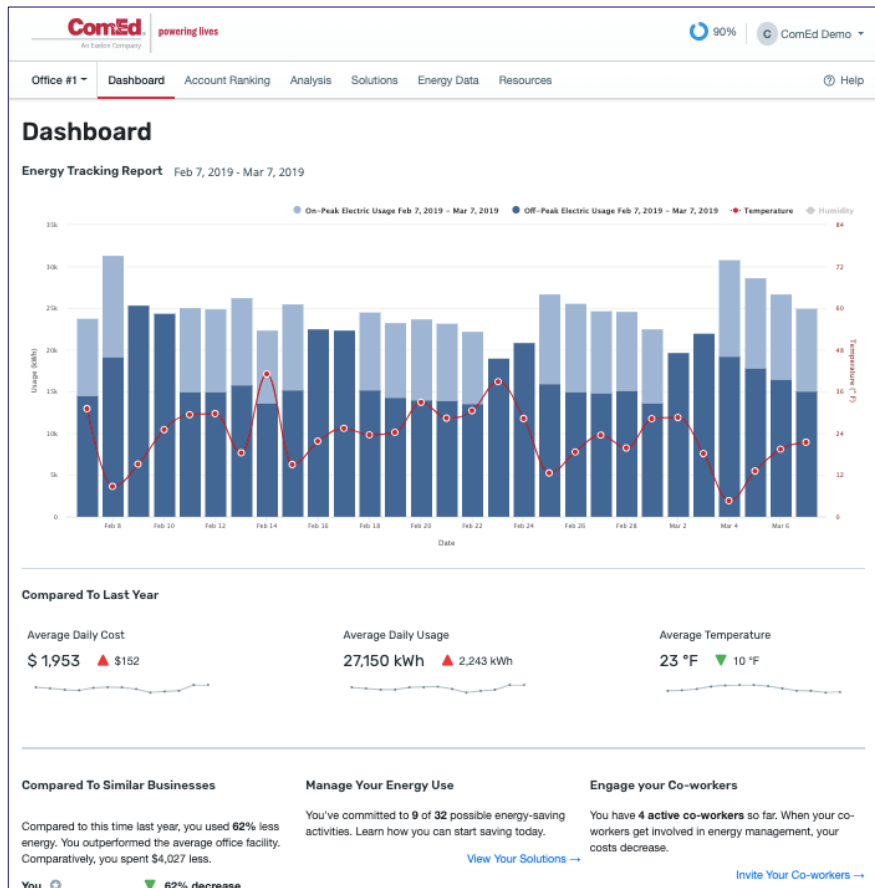 ComEd powering lives
An Exelon Company
90% C ComEd Demo
Office #1 Dashboard Account Ranking Analysis Solutions Energy Data Resources Help
Dashboard
Energy Tracking Report Feb 7, 2019 - Mar 7, 2019
On-Peak Electric Usage Feb 7, 2019 – Mar 7, 2019 Off-Peak Electric Usage Feb 7, 2019 – Mar 7, 2019 Temperature Humidity
35k 84
30k 72
25k 60
20k 48
15k 36
10k 24
5k 12
0 0
Usage (kWh)
Temperature (° F)
Feb 8 Feb 10 Feb 12 Feb 14 Feb 16 Feb 18 Feb 20 Feb 22 Feb 24 Feb 26 Feb 28 Mar 2 Mar 4 Mar 6
Date
Compared To Last Year
Average Daily Cost Average Daily Usage Average Temperature
$ 1,953 $152 27,150 kWh 2,243 kWh 23 °F 10 °F
Compared To Similar Businesses
Compared to this time last year, you used 62% less
energy. You outperformed the average office facility.
Comparatively, you spent $4,027 less.
You 62% decrease
Manage Your Energy Use
You've committed to 9 of 32 possible energy-saving
activities. Learn how you can start saving today.
View Your Solutions →
Engage your Co-workers
You have 4 active co-workers so far. When your co-
workers get involved in energy management, your
costs decrease.
Invite Your Co-workers →